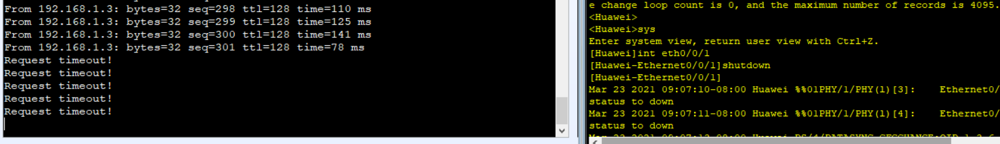 From 192.168.1.3: bytes=32 seq=298 ttl=128 time=110 ms
From 192.168.1.3: bytes=32 seq=299 ttl=128 time=125 ms
From 192.168.1.3: bytes=32 seq=300 ttl=128 time=141 ms
From 192.168.1.3: bytes=32 seq=301 ttl=128 time=78 ms
Request timeout!
Request timeout!
Request timeout!
Request timeout!
Request timeout!
e change loop count is 0, and the maximum number of records is 4095.
<Huawei>
<Huawei>sys
Enter system view, return user view with Ctrl+Z.
[Huawei]int eth0/0/1
[Huawei-Ethernet0/0/1]shutdown
[Huawei-Ethernet0/0/1]
Mar 23 2021 09:07:10-08:00 Huawei %%01PHY/1/PHY(l)[3]:    Ethernet0/
status to down
Mar 23 2021 09:07:11-08:00 Huawei %%01PHY/1/PHY(l)[4]:    Ethernet0/
status to down